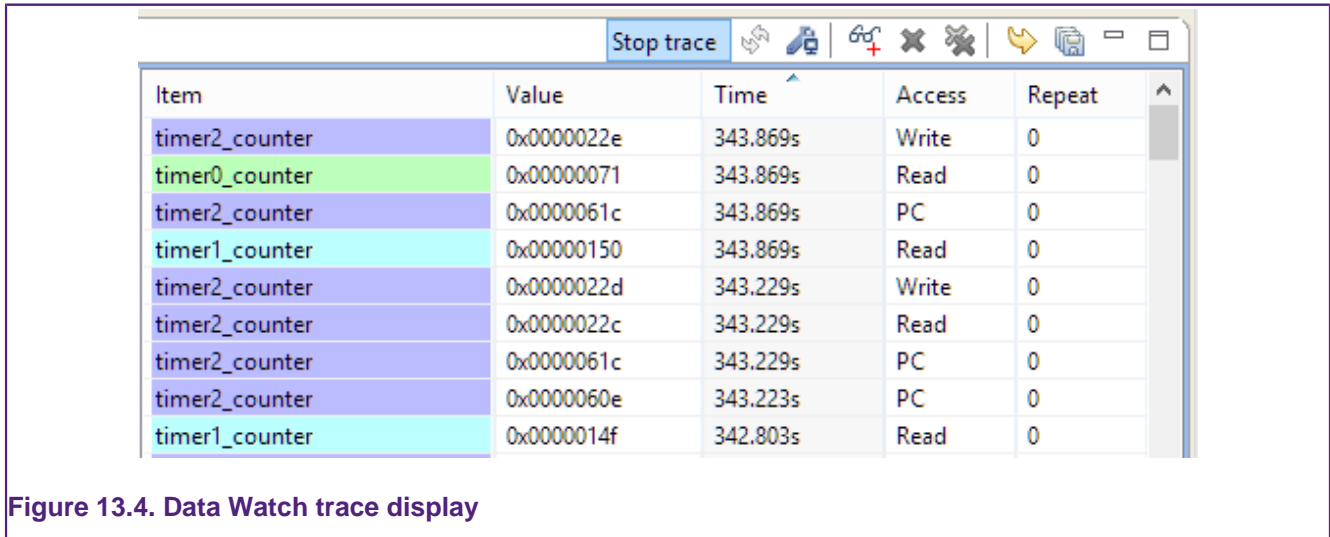 Stop trace
Item Value Time Access Repeat
timer2_counter 0x0000022e 343.869s Write 0
timer0_counter 0x00000071 343.869s Read 0
timer2_counter 0x0000061c 343.869s PC 0
timer1_counter 0x00000150 343.869s Read 0
timer2_counter 0x0000022d 343.229s Write 0
timer2_counter 0x0000022c 343.229s Read 0
timer2_counter 0x0000061c 343.229s PC 0
timer2_counter 0x0000060e 343.223s PC 0
timer1_counter 0x0000014f 342.803s Read 0
Figure 13.4. Data Watch trace display